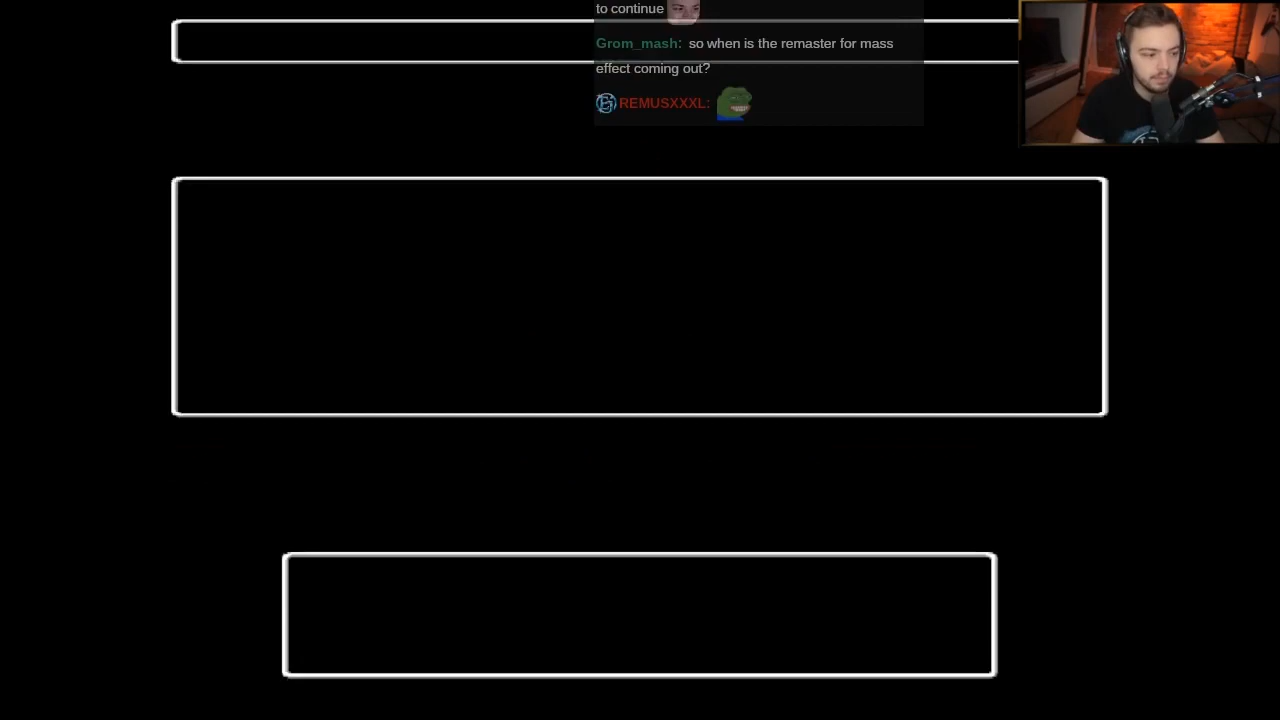 to continue
Grom_mash: so when is the remaster for mass
effect coming out?
REMUSXXXL: